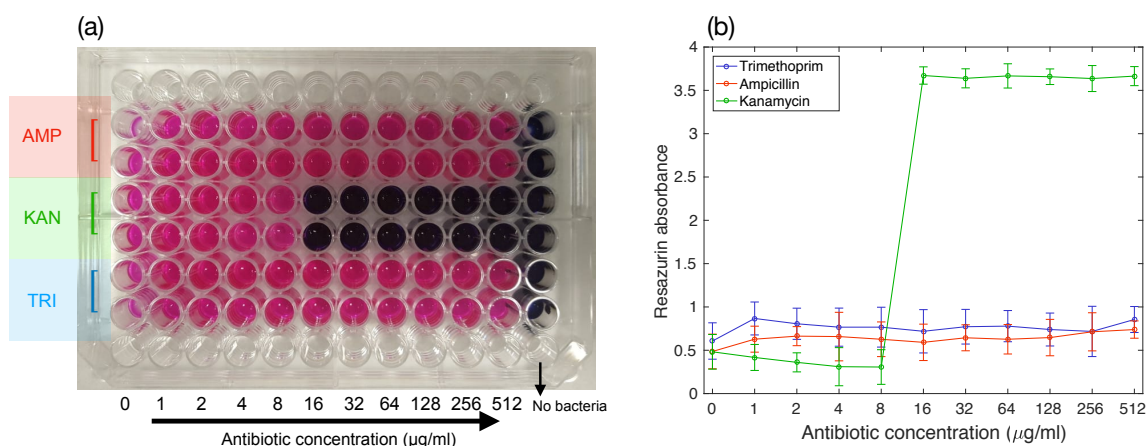 (a)
AMP
KAN
TRI
0 1 2 4 8 16 32 64 128 256 512
No bacteria
Antibiotic concentration (μg/ml)
(b)
4
3.5
3
2.5
2
1.5
1
0.5
0
Resazurin absorbance
Trimethoprim
Ampicillin
Kanamycin
0 1 2 4 8 16 32 64 128 256 512
Antibiotic concentration (μg/ml)